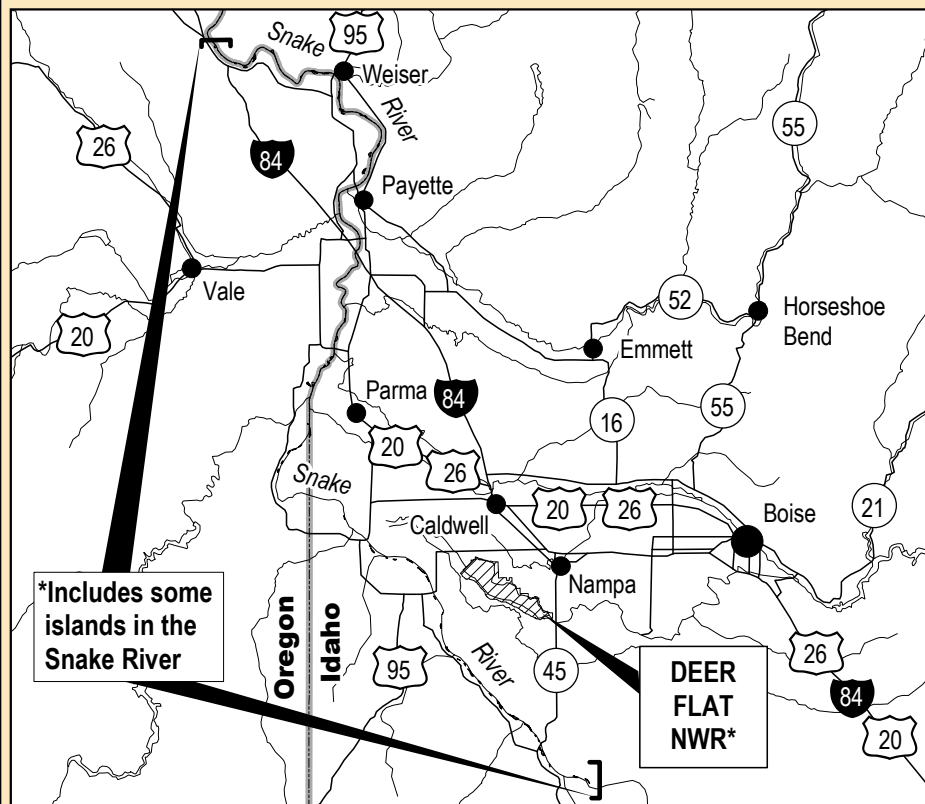 Snake
95
Weiser
River
55
26
84
Payette
Vale
52
Horseshoe
Bend
20
Emmett
Parma
84
55
16
20
26
Snake
21
Caldwell
20
26
Boise
Nampa
*Includes some
islands in the
Snake River
Oregon
Idaho
95
River
45
DEER
FLAT
NWR*
26
84
20